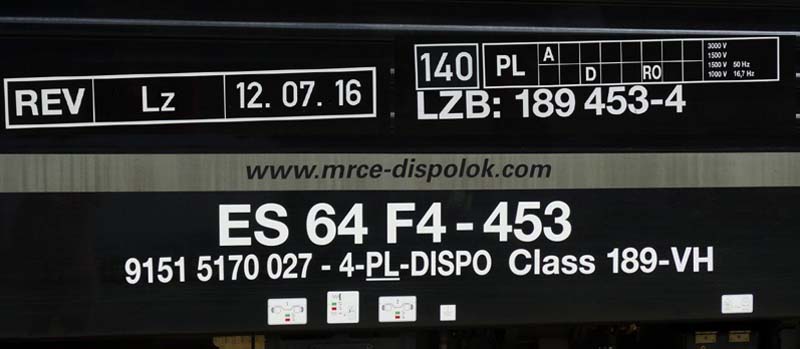 REV Lz 12. 07. 16
140 PL A D RO
3000 V
1500 V
1500 V 50 Hz
1000 V 16,7 Hz
LZB: 189 453-4
www.mrce-dispolok.com
ES 64 F4 - 453
9151 5170 027 - 4-PL-DISPO Class 189-VH